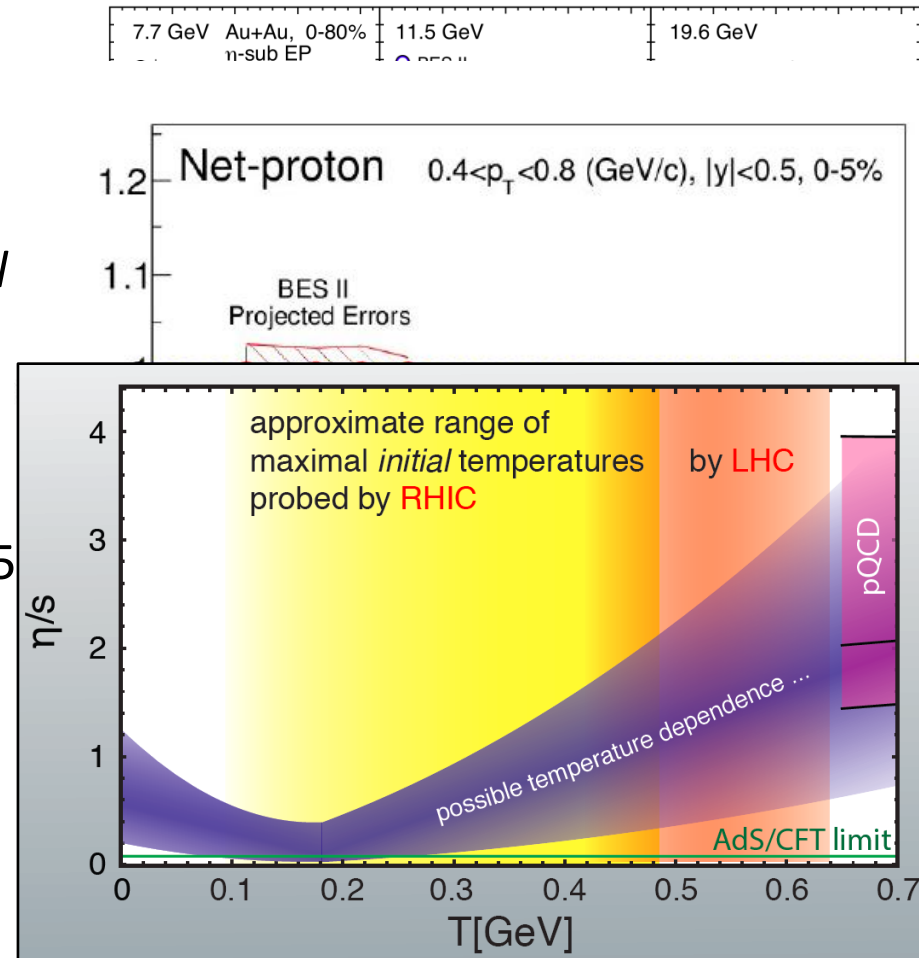 7.7 GeV Au+Au, 0-80% 11.5 GeV 19.6 GeV
η-sub EP
Net-proton 0.4<p_T<0.8 (GeV/c), |y|<0.5, 0-5%
1.2
1.1
BES II
Projected Errors
5
approximate range of
maximal initial temperatures by LHC
probed by RHIC
4
3
2
1
0
η/s
pQCD
possible temperature dependence ...
AdS/CFT limit
0 0.1 0.2 0.3 0.4 0.5 0.6 0.7
T[GeV]